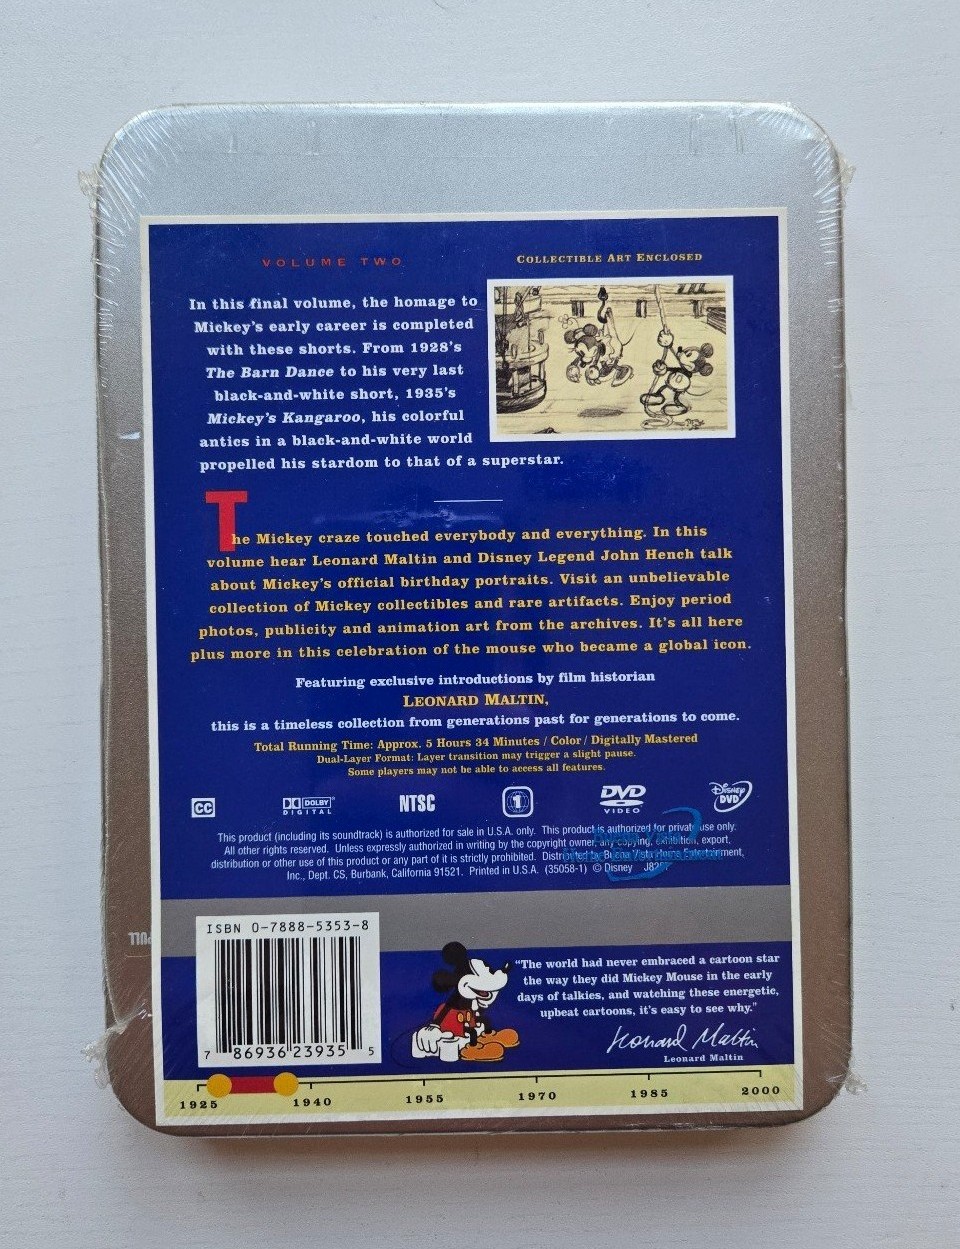 VOLUME TWO
COLLECTIBLE ART ENCLOSED
In this final volume, the homage to
Mickey's early career is completed
with these shorts. From 1928's
The Barn Dance to his very last
black-and-white short, 1935's
Mickey's Kangaroo, his colorful
antics in a black-and-white world
propelled his stardom to that of a superstar.
The Mickey craze touched everybody and everything. In this
volume hear Leonard Maltin and Disney Legend John Hench talk
about Mickey's official birthday portraits. Visit an unbelievable
collection of Mickey collectibles and rare artifacts. Enjoy period
photos, publicity and animation art from the archives. It's all here
plus more in this celebration of the mouse who became a global icon.
Featuring exclusive introductions by film historian
LEONARD MALTIN,
this is a timeless collection from generations past for generations to come.
Total Running Time: Approx. 5 Hours 34 Minutes / Color / Digitally Mastered
Dual-Layer Format: Layer transition may trigger a slight pause.
Some players may not be able to access all features.
CC DOLBY DIGITAL NTSC 1 DVD VIDEO Disney DVD
This product (including its soundtrack) is authorized for sale in U.S.A. only. This product is authorized for private use only.
All other rights reserved. Unless expressly authorized in writing by the copyright owner, any copying, exhibition, export,
distribution or other use of this product or any part of it is strictly prohibited. Distributed by Buena Vista Home Entertainment,
Inc., Dept. CS, Burbank, California 91521. Printed in U.S.A. (35058-1) © Disney
PULL
ISBN 0-7888-5353-8
7 86936 23935 5
"The world had never embraced a cartoon star
the way they did Mickey Mouse in the early
days of talkies, and watching these energetic,
upbeat cartoons, it's easy to see why."
Leonard Maltin
Leonard Maltin
1925 1940 1955 1970 1985 2000